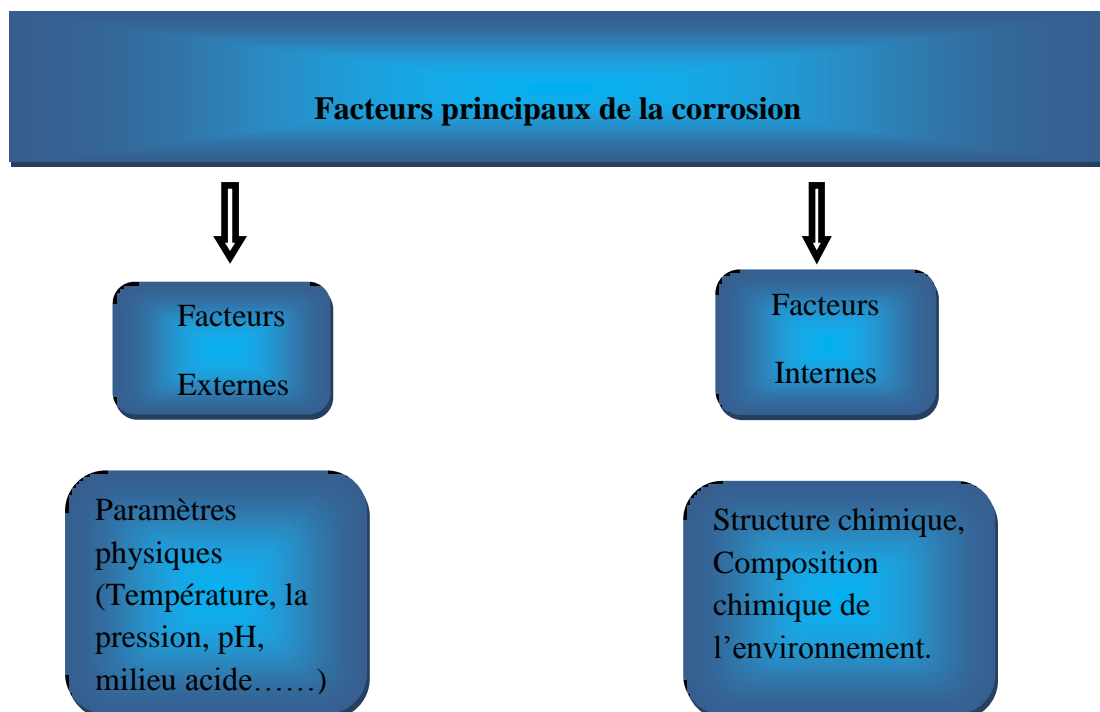 Facteurs principaux de la corrosion
Facteurs
Externes
Facteurs
Internes
Paramètres
physiques
(Température, la
pression, pH,
milieu acide……)
Structure chimique,
Composition
chimique de
l’environnement.